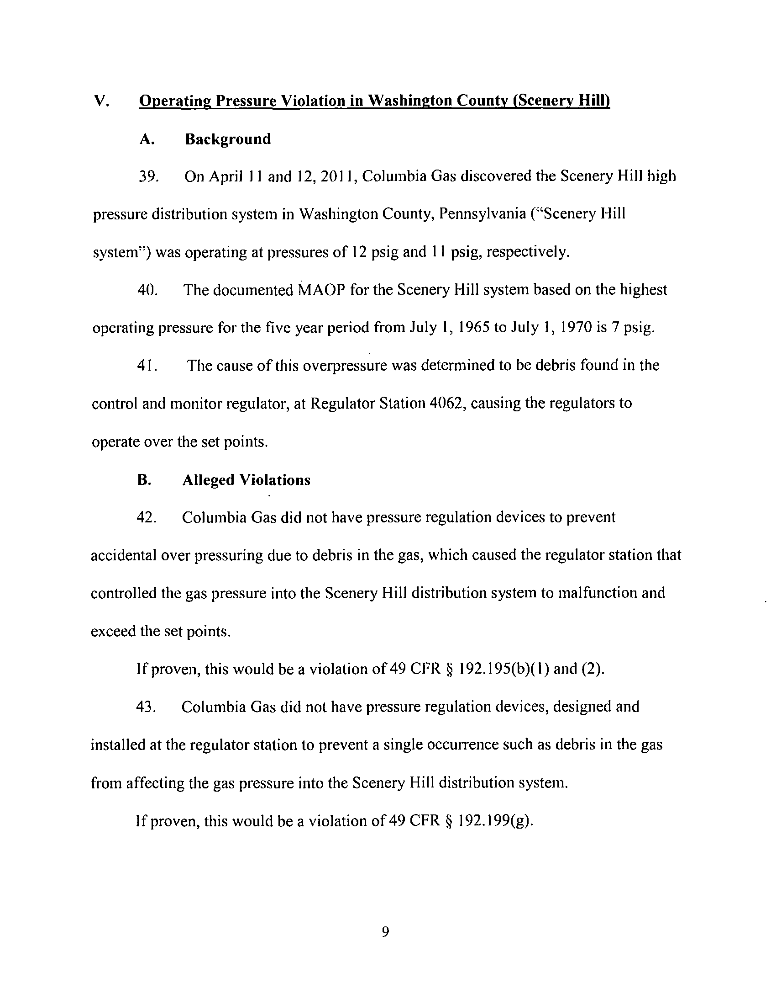 V. Operating Pressure Violation in Washington County (Scenery Hill)
A. Background
39. On April 11 and 12, 2011, Columbia Gas discovered the Scenery Hill high
pressure distribution system in Washington County, Pennsylvania (“Scenery Hill
system”) was operating at pressures of 12 psig and 11 psig, respectively.
40. The documented MAOP for the Scenery Hill system based on the highest
operating pressure for the five year period from July 1, 1965 to July 1, 1970 is 7 psig.
41. The cause of this overpressure was determined to be debris found in the
control and monitor regulator, at Regulator Station 4062, causing the regulators to
operate over the set points.
B. Alleged Violations
42. Columbia Gas did not have pressure regulation devices to prevent
accidental over pressuring due to debris in the gas, which caused the regulator station that
controlled the gas pressure into the Scenery Hill distribution system to malfunction and
exceed the set points.
If proven, this would be a violation of 49 CFR § 192.195(b)(1) and (2).
43. Columbia Gas did not have pressure regulation devices, designed and
installed at the regulator station to prevent a single occurrence such as debris in the gas
from affecting the gas pressure into the Scenery Hill distribution system.
If proven, this would be a violation of 49 CFR § 192.199(g).
9